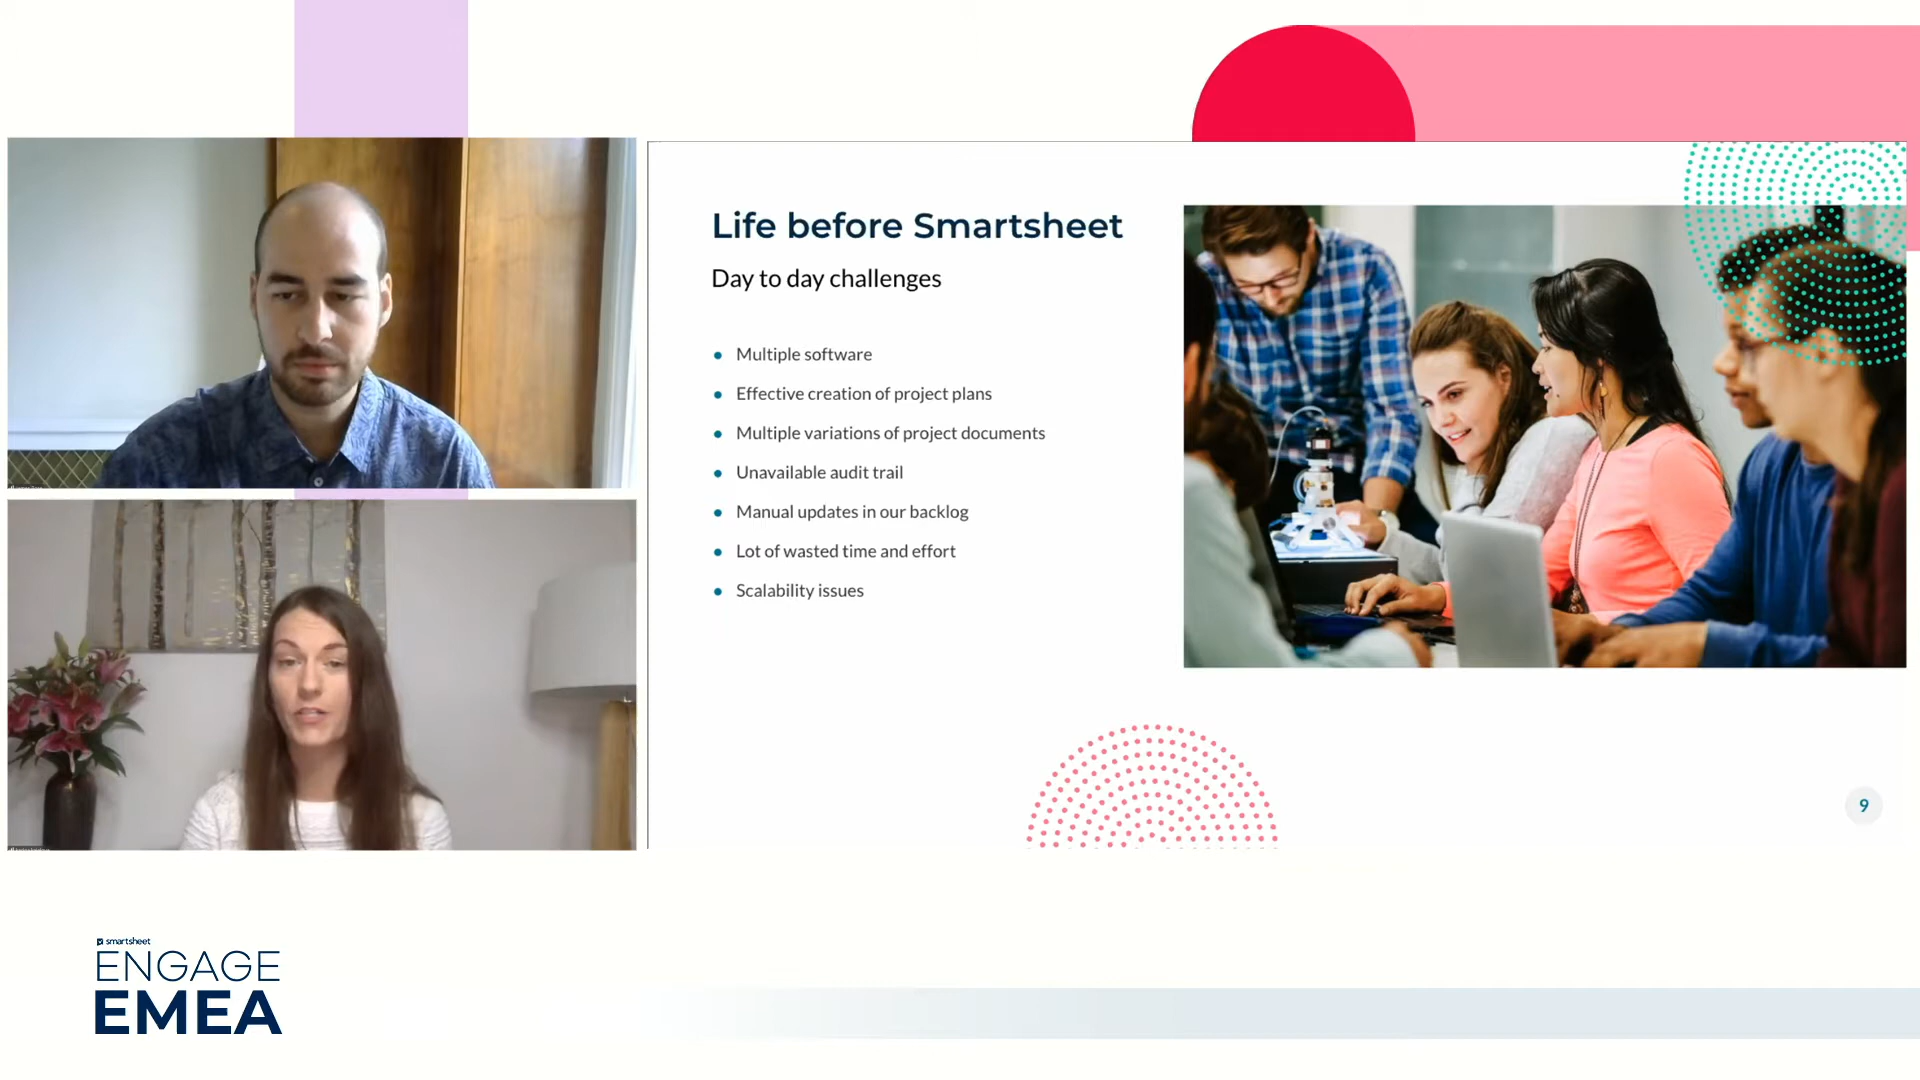 Life before Smartsheet
Day to day challenges
Multiple software
Effective creation of project plans
Multiple variations of project documents
Unavailable audit trail
Manual updates in our backlog
Lot of wasted time and effort
Scalability issues
9
smartsheet
ENGAGE
EMEA